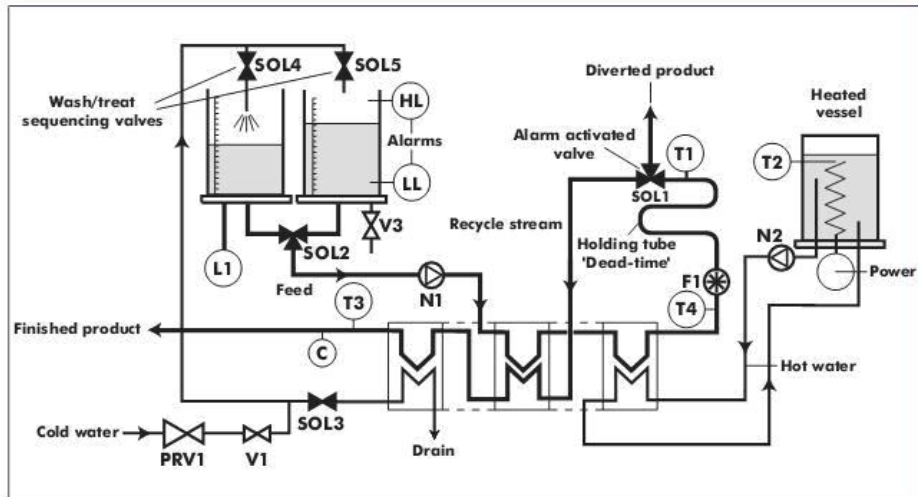 SOL4
SOL5
Diverted product
Heated
vessel
Wash/treat
sequencing valves
HL
Alarms
LL
Alarm activated
valve
T1
T2
SOL1
V3
SOL2
Recycle stream
Holding tube
'Dead-time'
N2
L1
Feed
N1
F1
Power
T3
T4
Finished product
C
Hot water
SOL3
Cold water
PRV1
V1
Drain